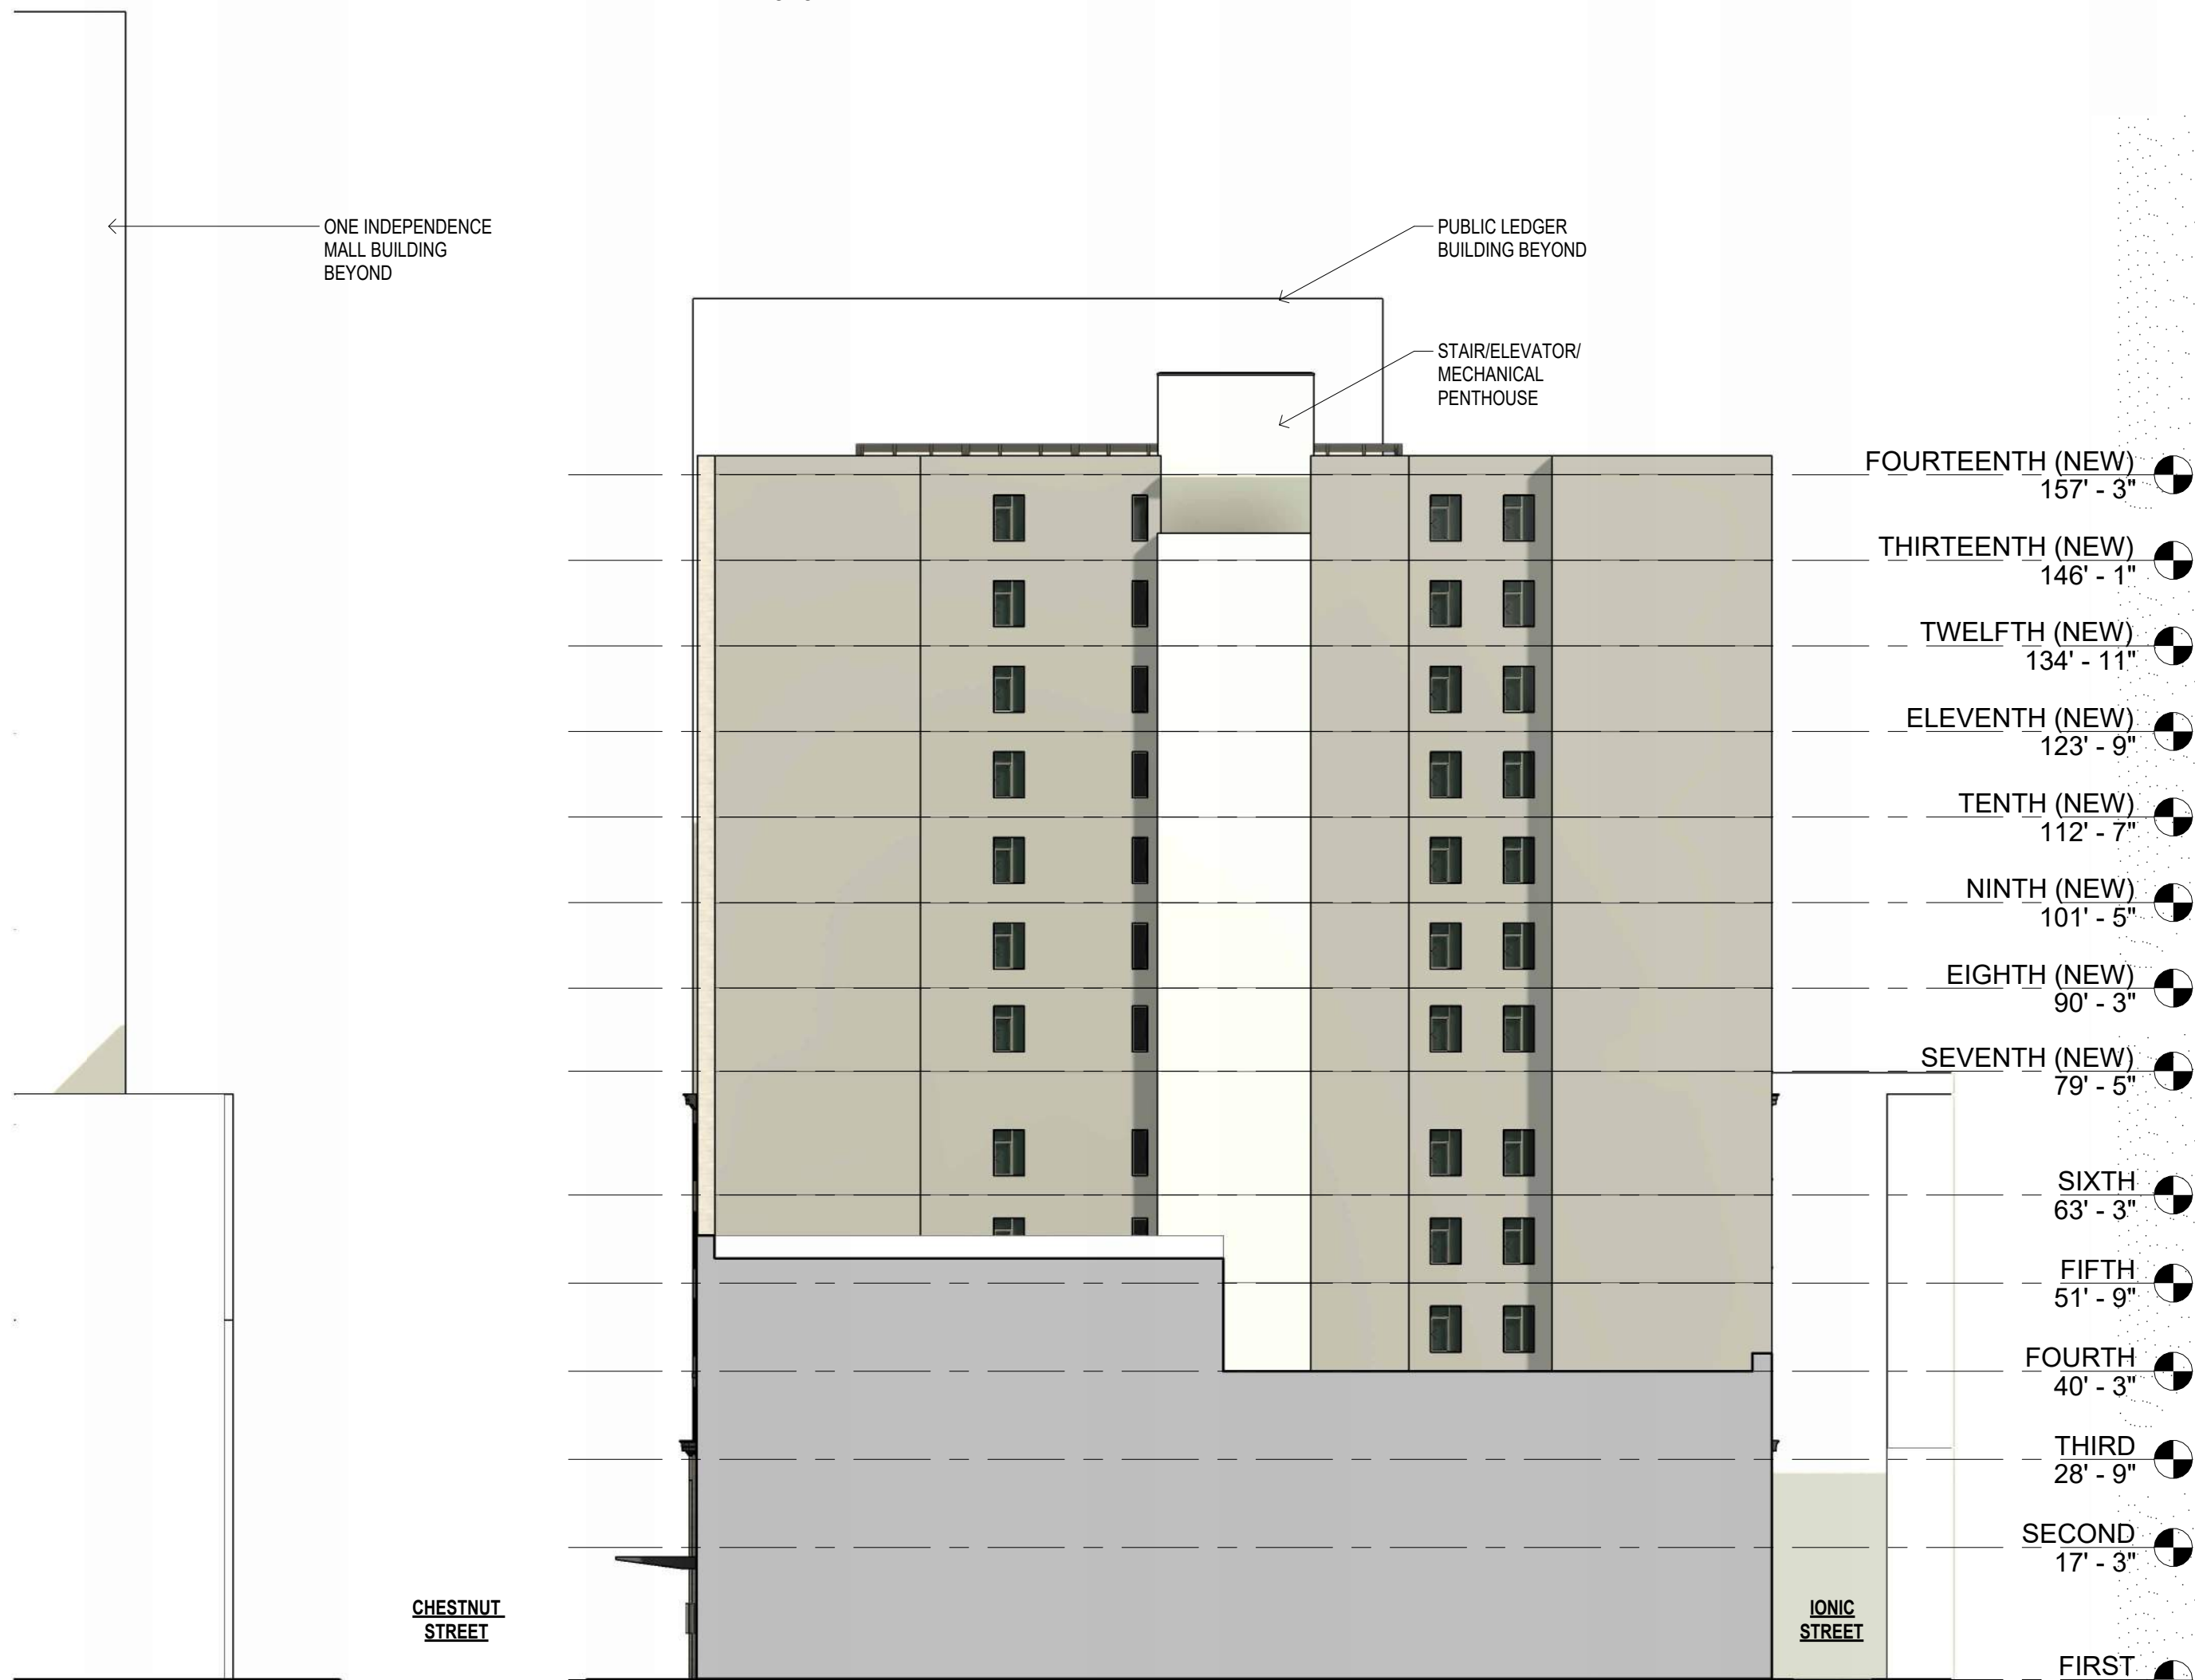 ONE INDEPENDENCE
MALL BUILDING
BEYOND
PUBLIC LEDGER
BUILDING BEYOND
STAIR/ELEVATOR/
MECHANICAL
PENTHOUSE
FOURTEENTH (NEW)
157' - 3"
THIRTEENTH (NEW)
146' - 1"
TWELFTH (NEW)
134' - 11"
ELEVENTH (NEW)
123' - 9"
TENTH (NEW)
112' - 7"
NINTH (NEW)
101' - 5"
EIGHTH (NEW)
90' - 3"
SEVENTH (NEW)
79' - 5"
SIXTH
63' - 3"
FIFTH
51' - 9"
FOURTH
40' - 3"
THIRD
28' - 9"
SECOND
17' - 3"
CHESTNUT
STREET
IONIC
STREET
FIRST